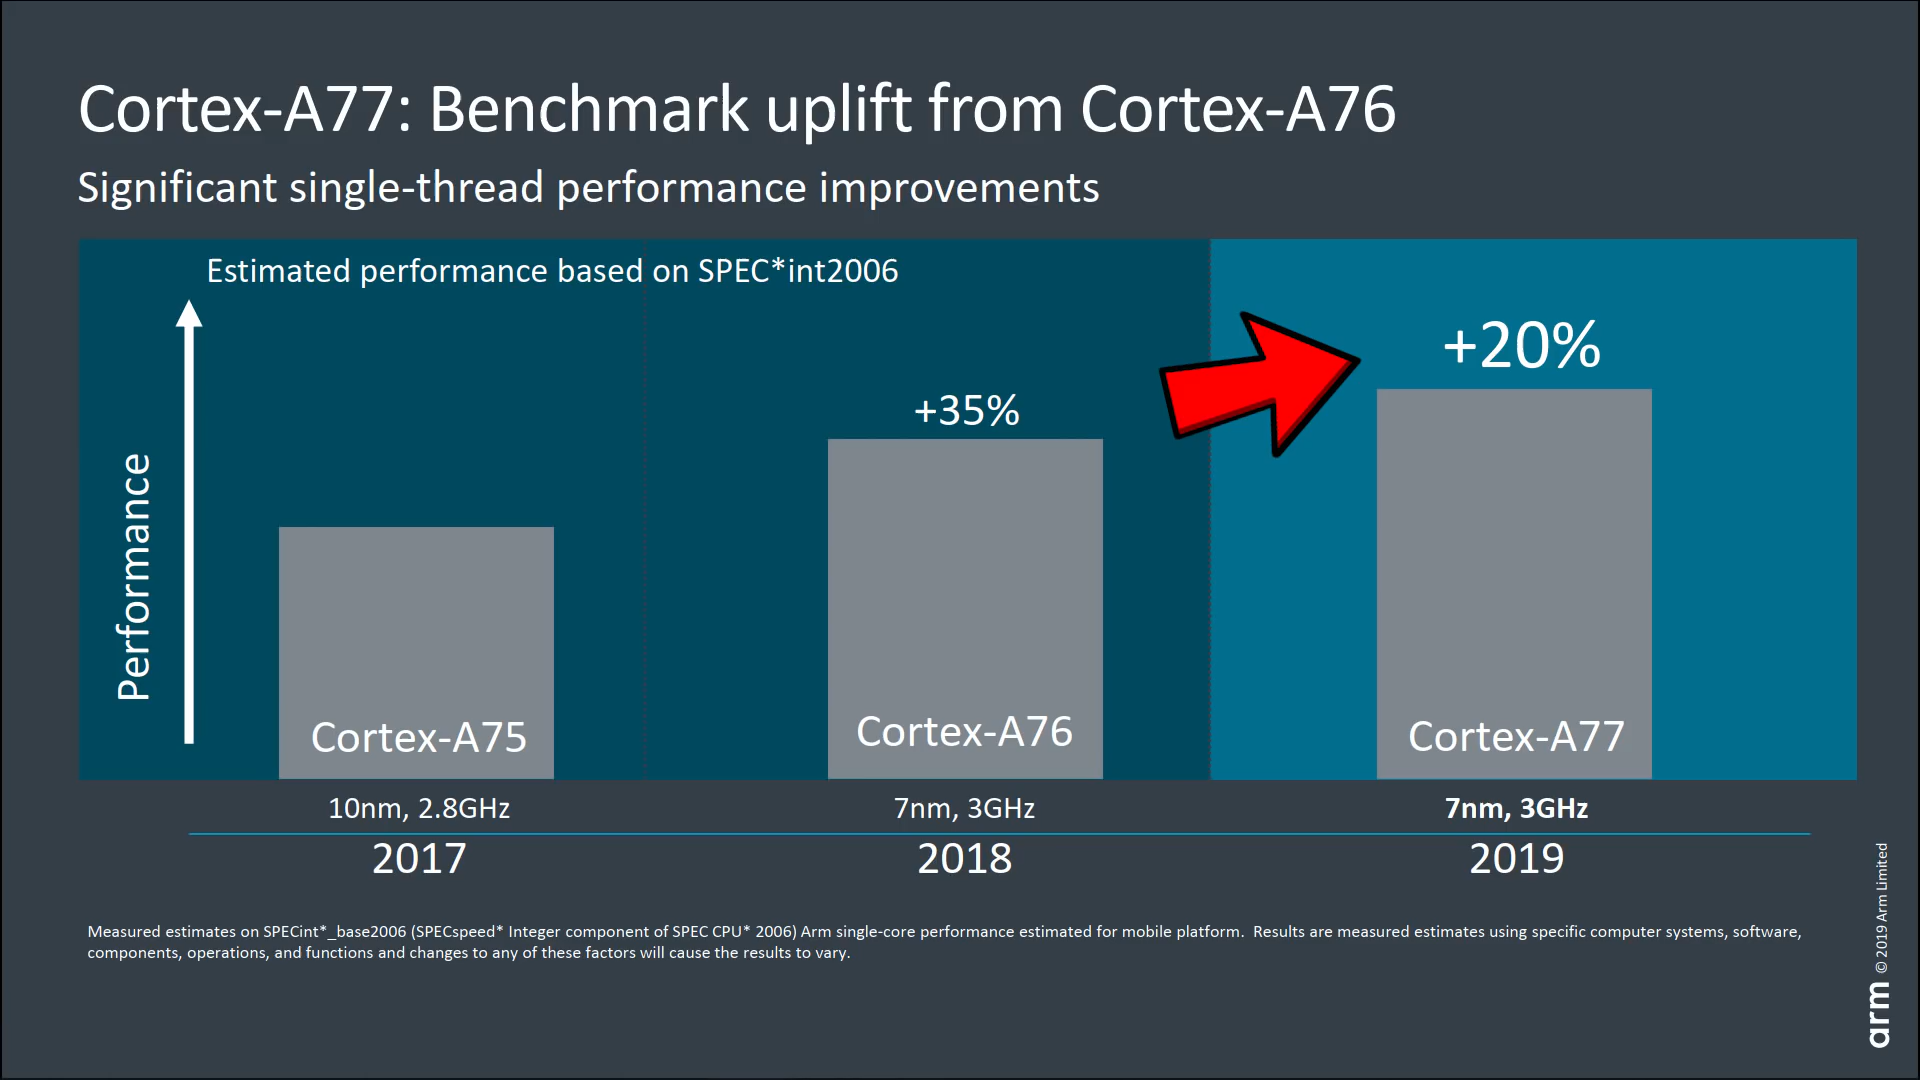 Cortex-A77: Benchmark uplift from Cortex-A76
Significant single-thread performance improvements
Estimated performance based on SPEC*int2006
Performance
+35%
+20%
Cortex-A75
Cortex-A76
Cortex-A77
10nm, 2.8GHz
7nm, 3GHz
7nm, 3GHz
2017
2018
2019
Measured estimates on SPECint*_base2006 (SPECspeed* Integer component of SPEC CPU* 2006) Arm single-core performance estimated for mobile platform.  Results are measured estimates using specific computer systems, software,
components, operations, and functions and changes to any of these factors will cause the results to vary.
arm © 2019 Arm Limited